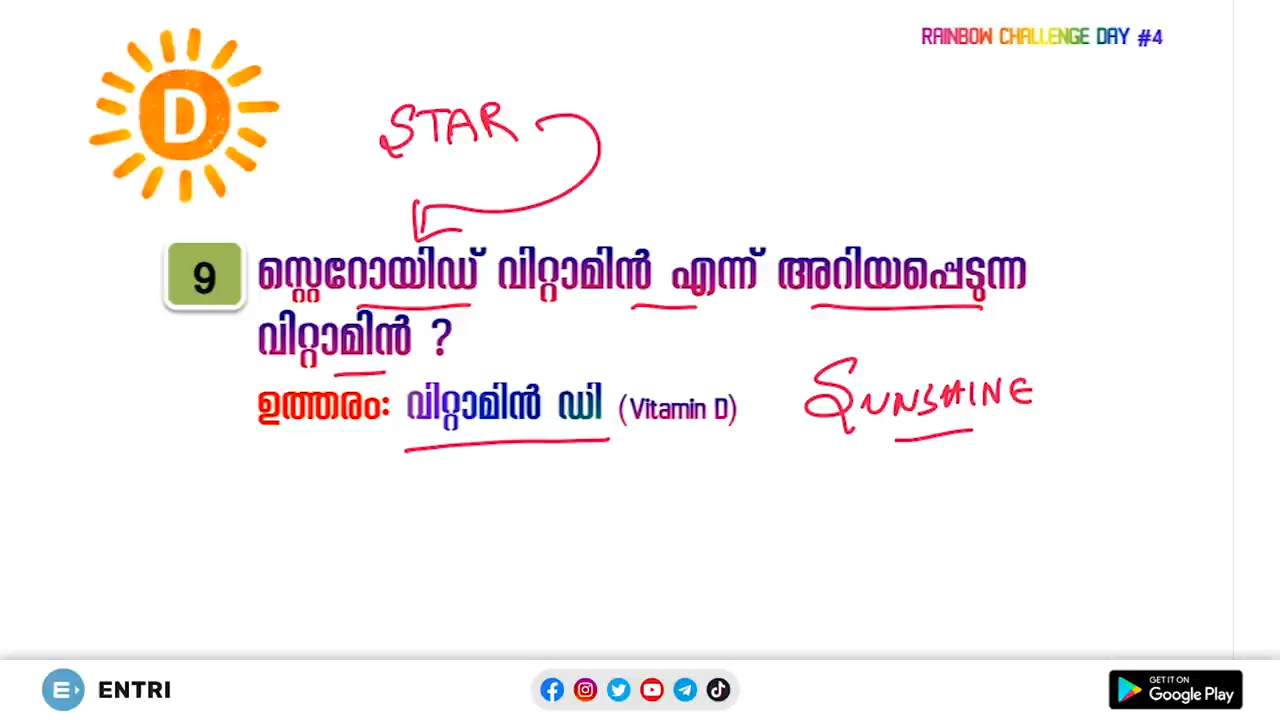 RAINBOW CHALLENGE DAY #4
D
STAR
9
സ്റ്റെറോയിഡ് വിറ്റാമിൻ എന്ന് അറിയപ്പെടുന്ന
വിറ്റാമിൻ ?
ഉത്തരം: വിറ്റാമിൻ ഡി (Vitamin D)
SUNSHINE
E ENTRI
GET IT ON
Google Play